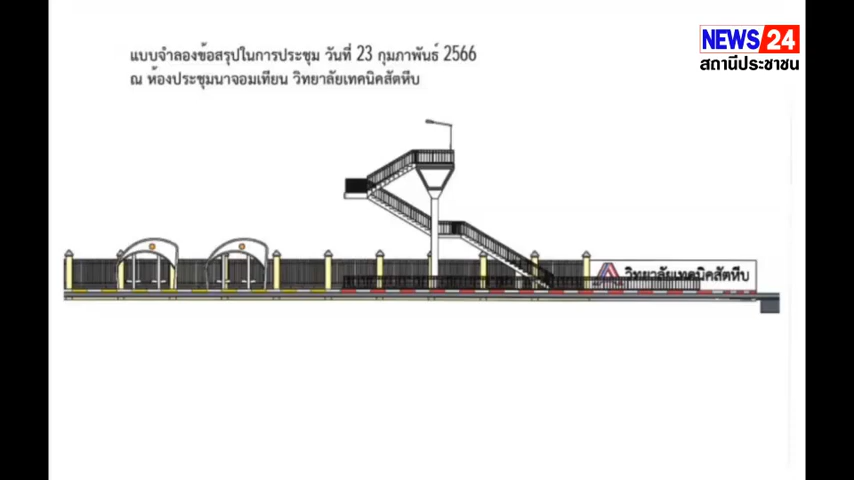 แบบจำลองข้อสรุปในการประชุม วันที่ 23 กุมภาพันธ์ 2566
ณ ห้องประชุมนาจอมเทียน วิทยาลัยเทคนิคสัตหีบ
NEWS 24
สถานีประชาชน
วิทยาลัยเทคนิคสัตหีบ